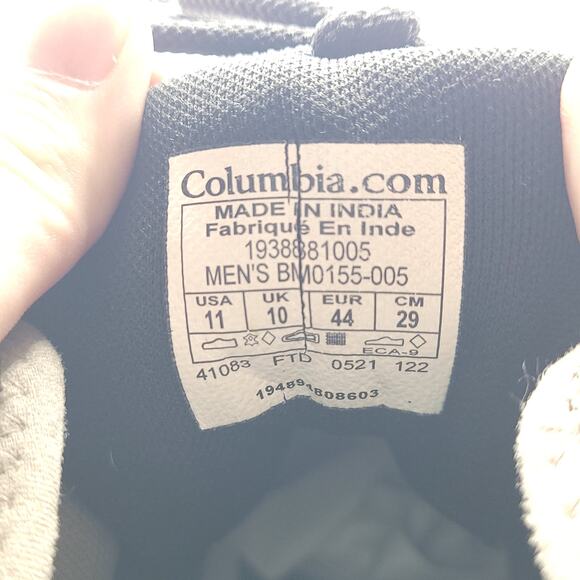 Columbia.com
MADE IN INDIA
Fabriqué En Inde
1938881005
MEN'S BM0155-005
USA UK EUR CM
11 10 44 29
ECA-9
41083 FTD 0521 122